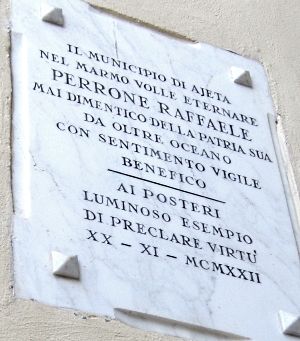 IL MUNICIPIO DI AJETA
NEL MARMO VOLLE ETERNARE
PERRONE RAFFAELE
MAI DIMENTICO DELLA PATRIA SUA
DA OLTRE OCEANO
CON SENTIMENTO VIGILE
BENEFICO
AI POSTERI
LUMINOSO ESEMPIO
DI PRECLARE VIRTU'
XX - XI - MCMXXII